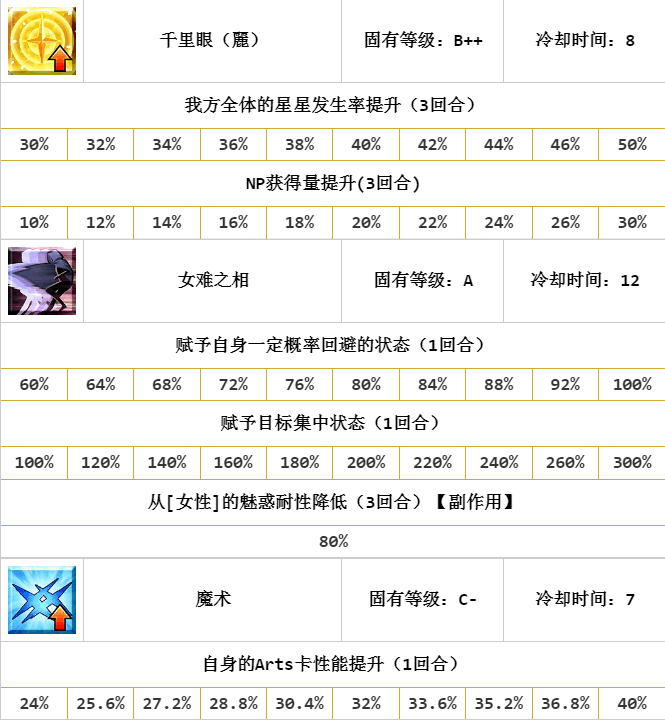 千里眼（麗） 固有等级：B++ 冷却时间：8
我方全体的星星发生率提升（3回合）
30% 32% 34% 36% 38% 40% 42% 44% 46% 50%
NP获得量提升(3回合)
10% 12% 14% 16% 18% 20% 22% 24% 26% 30%
女难之相 固有等级：A 冷却时间：12
赋予自身一定概率回避的状态（1回合）
60% 64% 68% 72% 76% 80% 84% 88% 92% 100%
赋予目标集中状态（1回合）
100% 120% 140% 160% 180% 200% 220% 240% 260% 300%
从[女性]的魅惑耐性降低（3回合）【副作用】
80%
魔术 固有等级：C- 冷却时间：7
自身的Arts卡性能提升（1回合）
24% 25.6% 27.2% 28.8% 30.4% 32% 33.6% 35.2% 36.8% 40%